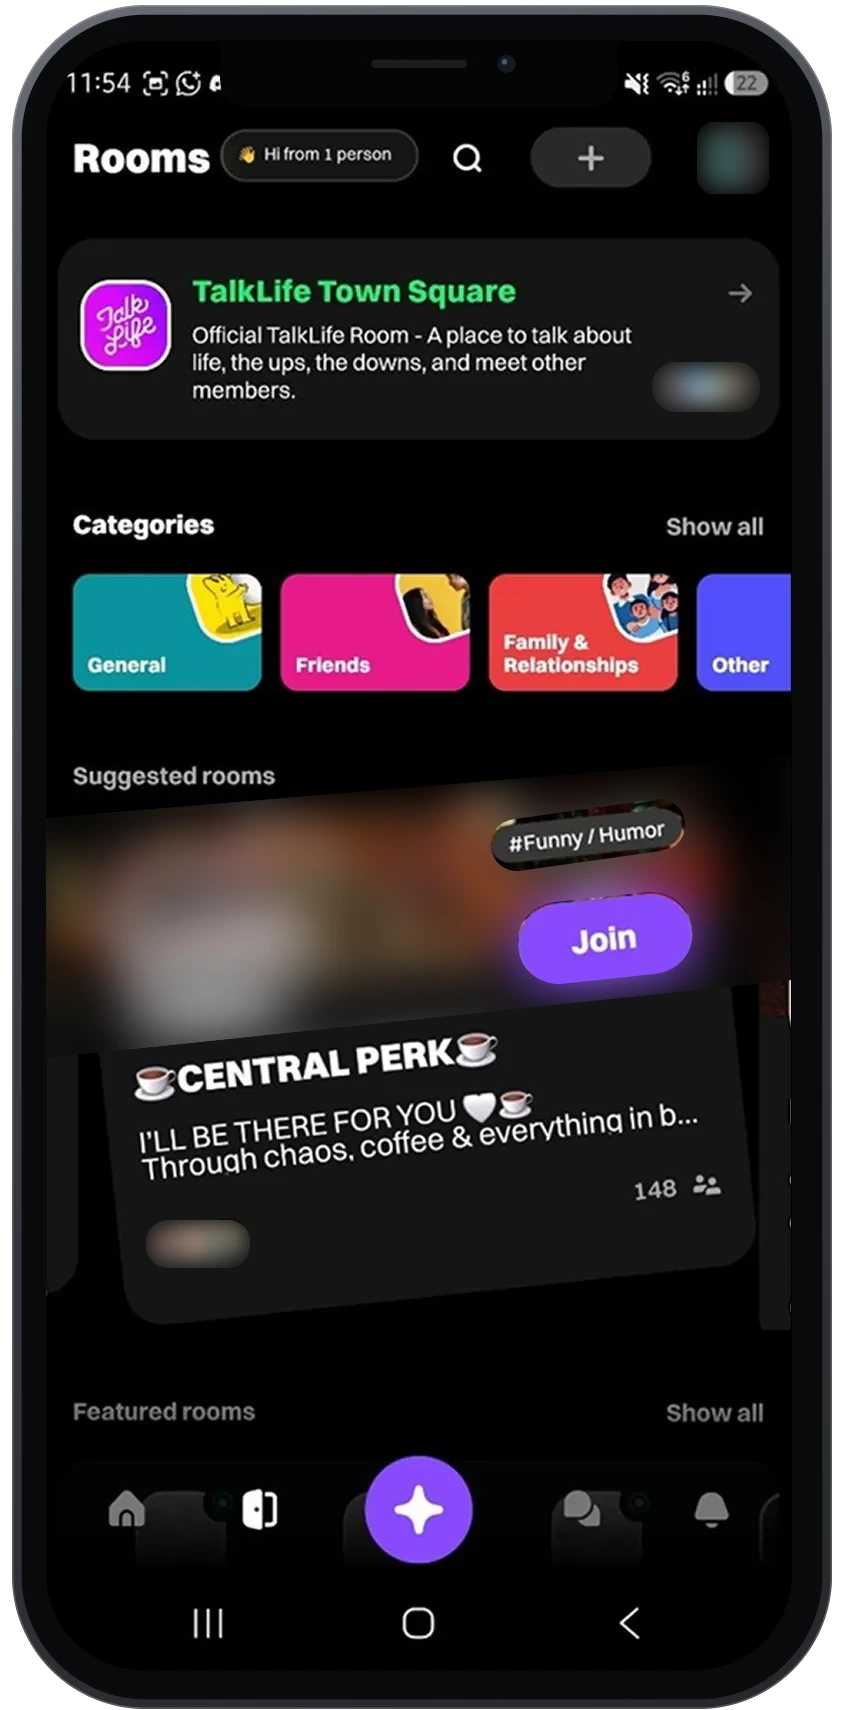 11:54
6
22
Rooms
👋 Hi from 1 person
Talk
Life
TalkLife Town Square
Official TalkLife Room - A place to talk about
life, the ups, the downs, and meet other
members.
Categories
Show all
General
Friends
Family &
Relationships
Other
Suggested rooms
#Funny / Humor
Join
☕CENTRAL PERK☕
I'LL BE THERE FOR YOU 🤍☕
Through chaos, coffee & everything in b...
148
Featured rooms
Show all